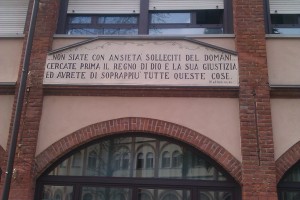 NON SIATE CON ANSIETÀ SOLLECITI DEL DOMANI
CERCATE PRIMA IL REGNO DI DIO E LA SUA GIUSTIZIA
ED AVRETE DI SOPRAPPIU' TUTTE QUESTE COSE.